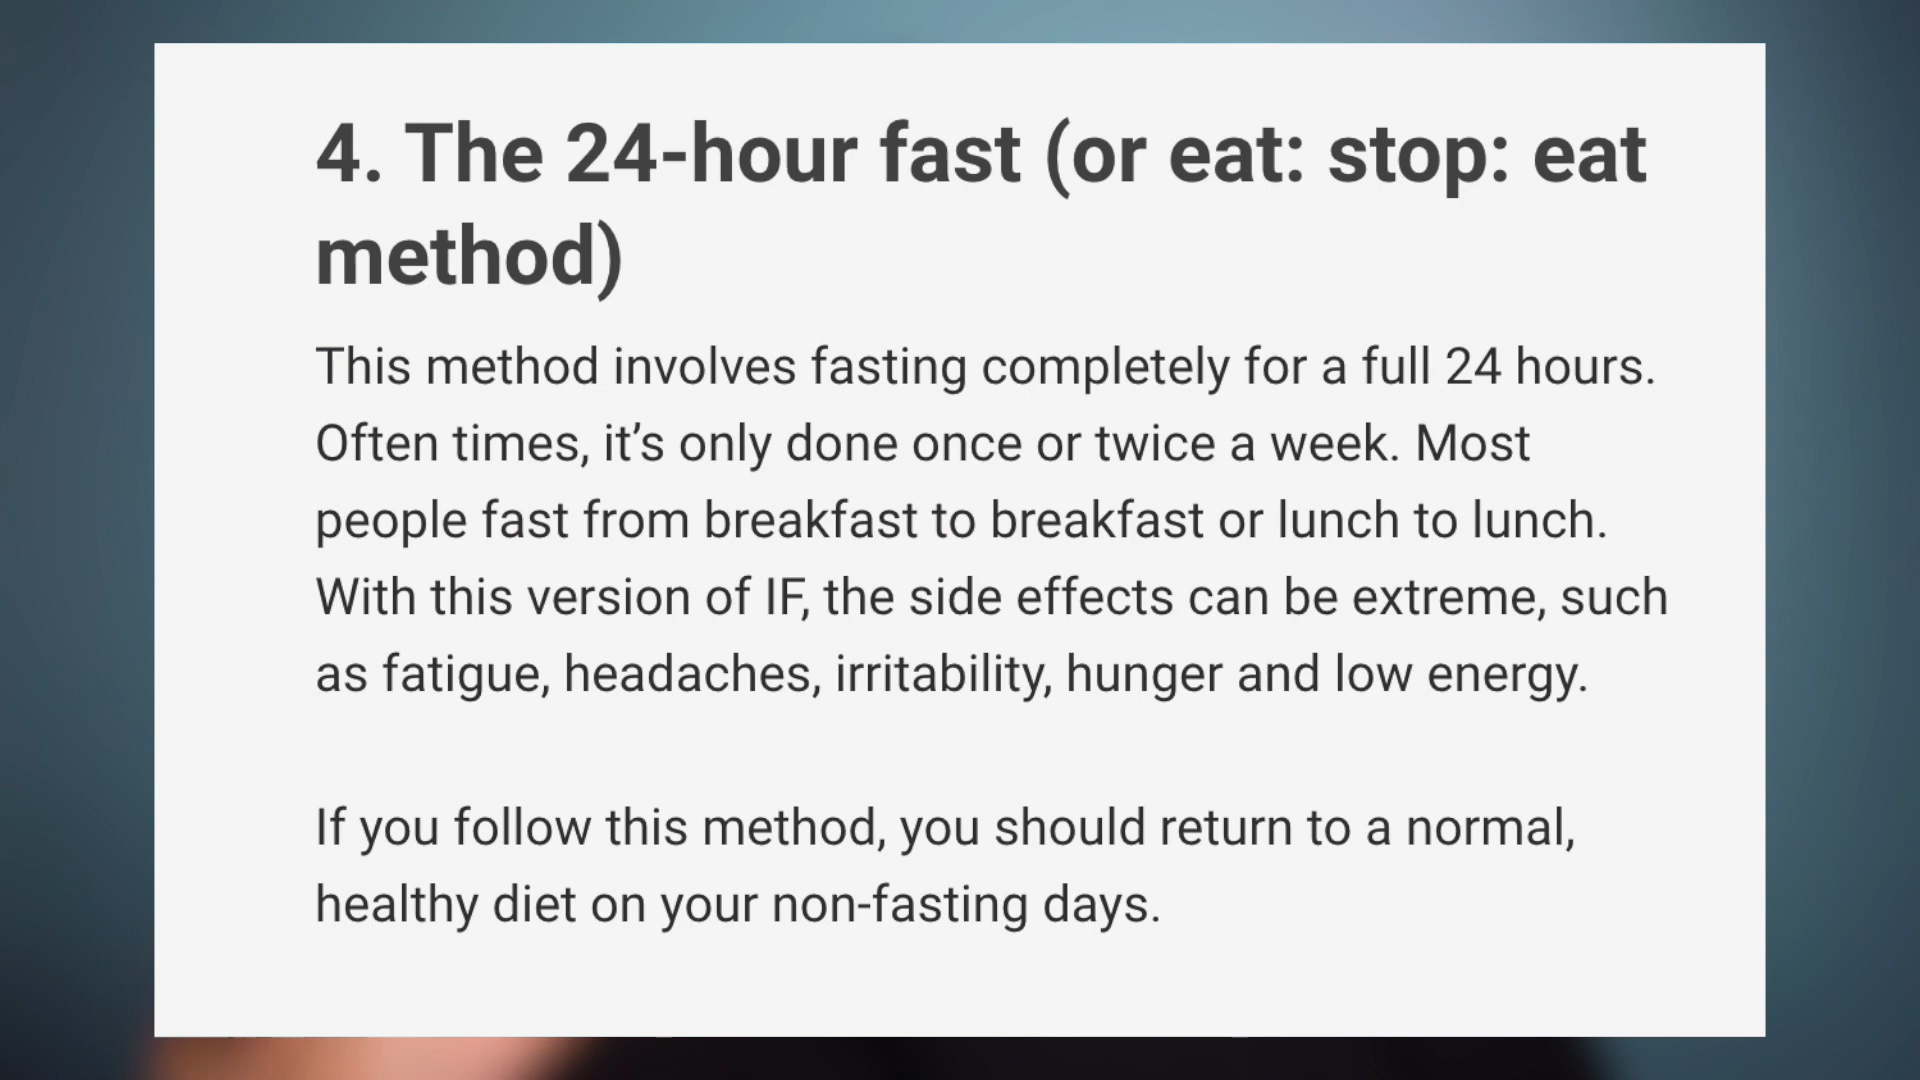 4. The 24-hour fast (or eat: stop: eat
method)
This method involves fasting completely for a full 24 hours.
Often times, it’s only done once or twice a week. Most
people fast from breakfast to breakfast or lunch to lunch.
With this version of IF, the side effects can be extreme, such
as fatigue, headaches, irritability, hunger and low energy.
If you follow this method, you should return to a normal,
healthy diet on your non-fasting days.